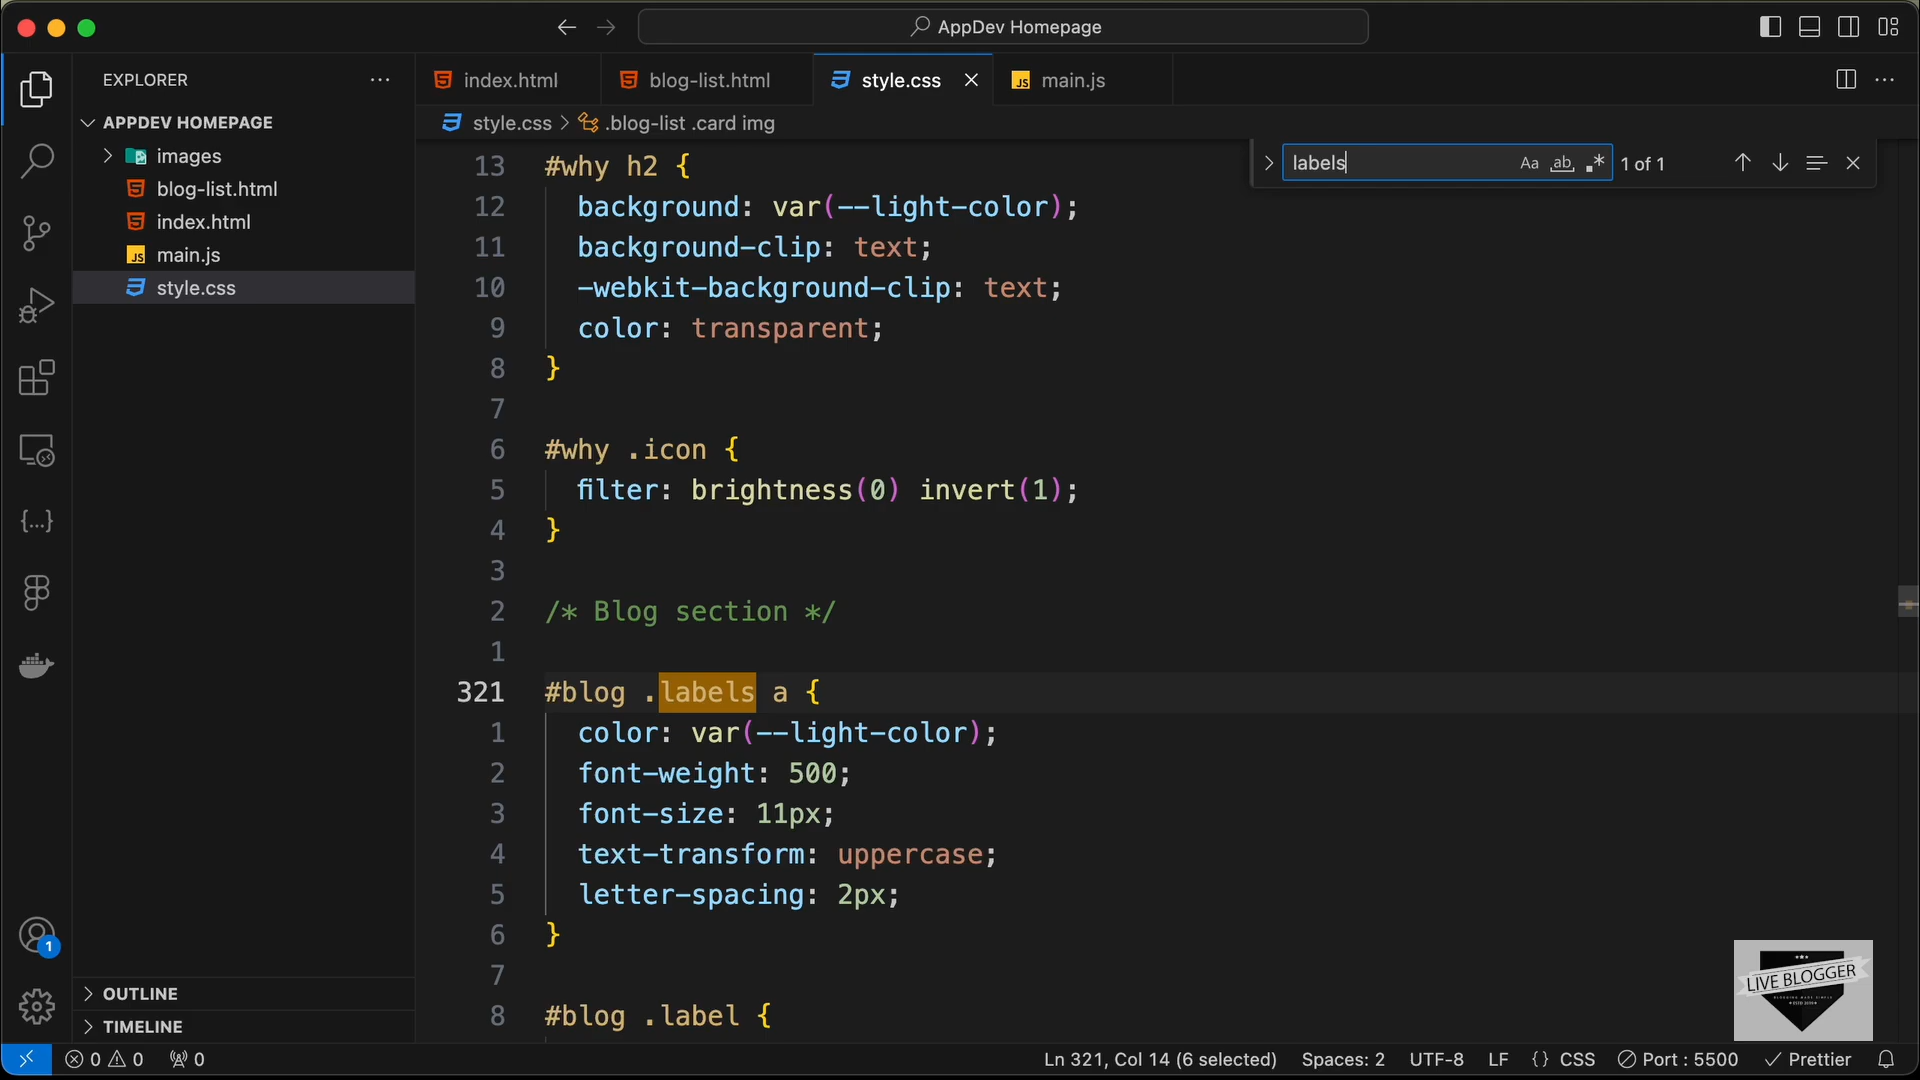 AppDev Homepage
EXPLORER
index.html
blog-list.html
style.css
main.js
APPDEV HOMEPAGE
style.css > .blog-list .card img
images
blog-list.html
index.html
main.js
style.css
labels
Aa
ab
1 of 1
13 #why h2 {
12 background: var(--light-color);
11 background-clip: text;
10 -webkit-background-clip: text;
9 color: transparent;
8 }
7
6 #why .icon {
5 filter: brightness(0) invert(1);
4 }
3
2 /* Blog section */
1
321 #blog .labels a {
1 color: var(--light-color);
2 font-weight: 500;
3 font-size: 11px;
4 text-transform: uppercase;
5 letter-spacing: 2px;
6 }
7
8 #blog .label {
1
OUTLINE
TIMELINE
LIVE BLOGGER
0 0 0
Ln 321, Col 14 (6 selected) Spaces: 2 UTF-8 LF {} CSS Port : 5500 Prettier